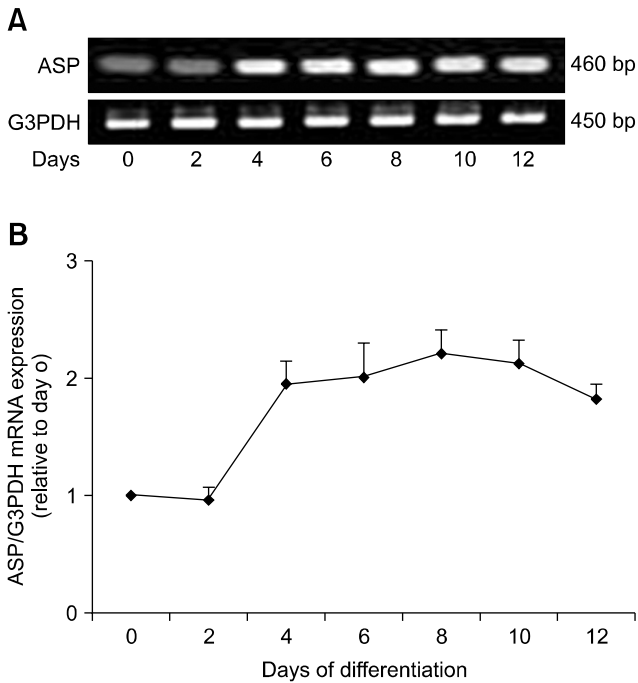 A
ASP 460 bp
G3PDH 450 bp
Days 0 2 4 6 8 10 12
B
ASP/G3PDH mRNA expression
(relative to day o)
3
2
1
0
0 2 4 6 8 10 12
Days of differentiation